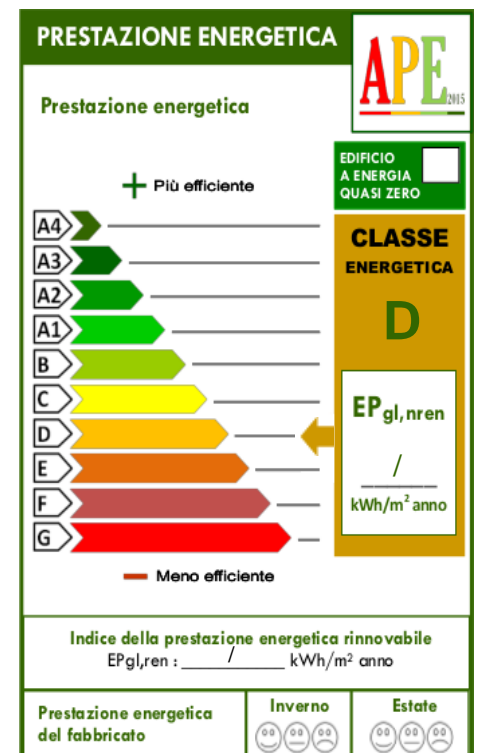 PRESTAZIONE ENERGETICA
APE 2015
Prestazione energetica
EDIFICIO
A ENERGIA
QUASI ZERO
+ Più efficiente
CLASSE
ENERGETICA
D
A4
A3
A2
A1
B
C
D
E
F
G
EPgl,nren
/
kWh/m² anno
— Meno efficiente
Indice della prestazione energetica rinnovabile
EPgl,ren : ______/______ kWh/m² anno
Prestazione energetica
del fabbricato
Inverno
Estate